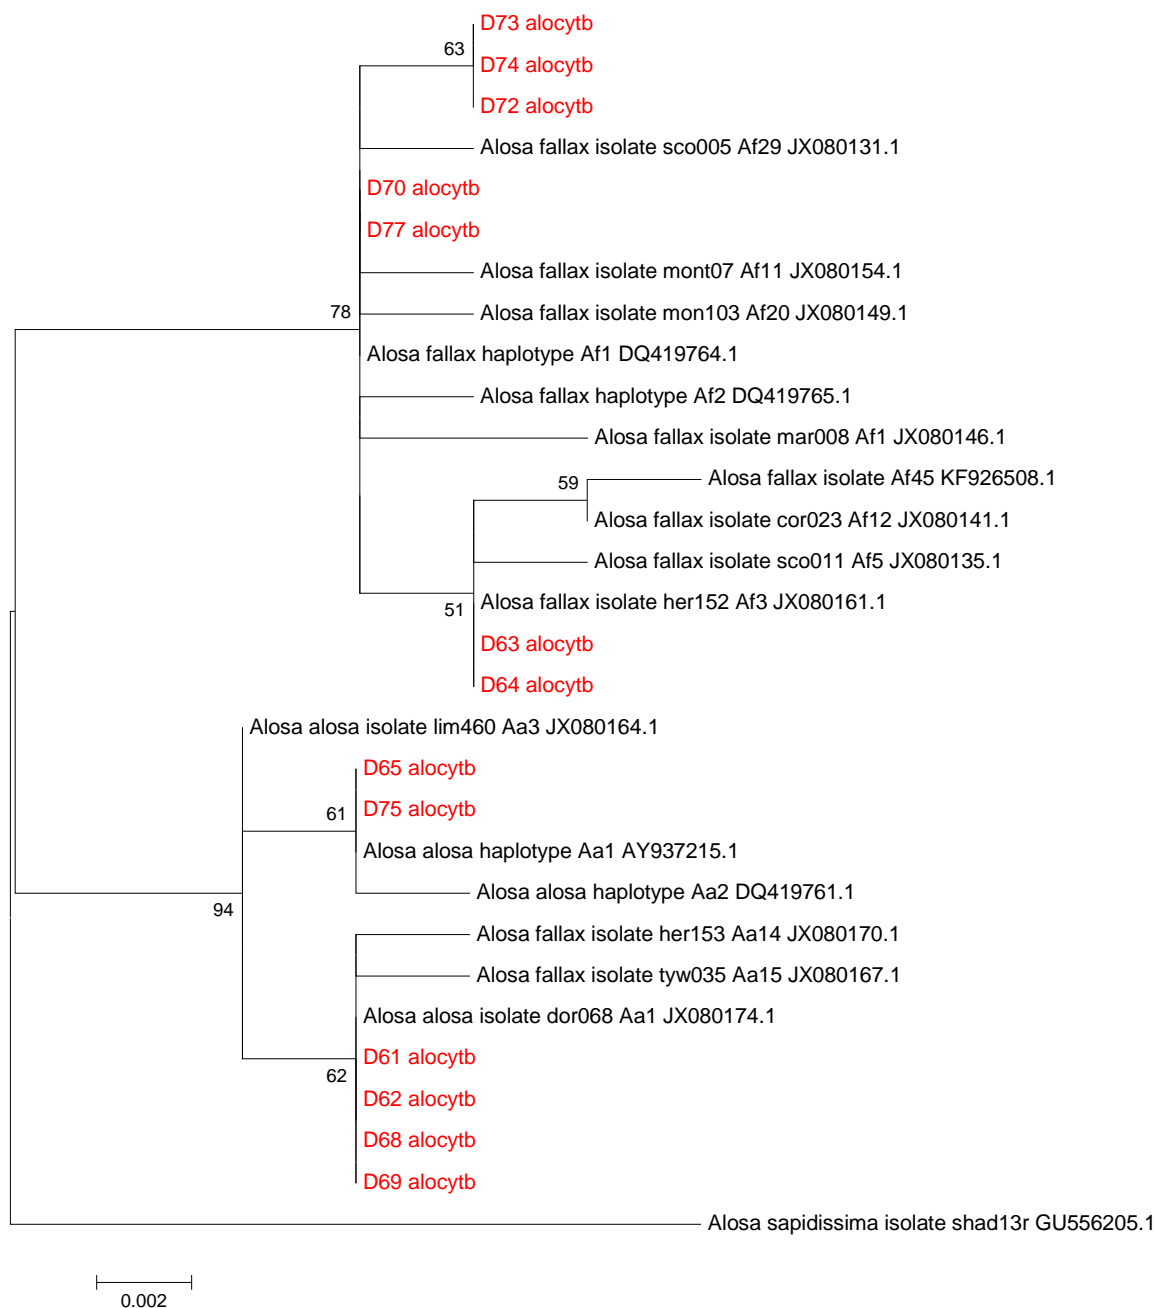 D73 alocytb
63
D74 alocytb
D72 alocytb
Alosa fallax isolate sco005 Af29 JX080131.1
D70 alocytb
D77 alocytb
Alosa fallax isolate mont07 Af11 JX080154.1
78
Alosa fallax isolate mon103 Af20 JX080149.1
Alosa fallax haplotype Af1 DQ419764.1
Alosa fallax haplotype Af2 DQ419765.1
Alosa fallax isolate mar008 Af1 JX080146.1
59
Alosa fallax isolate Af45 KF926508.1
Alosa fallax isolate cor023 Af12 JX080141.1
Alosa fallax isolate sco011 Af5 JX080135.1
Alosa fallax isolate her152 Af3 JX080161.1
51
D63 alocytb
D64 alocytb
Alosa alosa isolate lim460 Aa3 JX080164.1
D65 alocytb
61
D75 alocytb
Alosa alosa haplotype Aa1 AY937215.1
Alosa alosa haplotype Aa2 DQ419761.1
94
Alosa fallax isolate her153 Aa14 JX080170.1
Alosa fallax isolate tyw035 Aa15 JX080167.1
Alosa alosa isolate dor068 Aa1 JX080174.1
D61 alocytb
62
D62 alocytb
D68 alocytb
D69 alocytb
Alosa sapidissima isolate shad13r GU556205.1
0.002